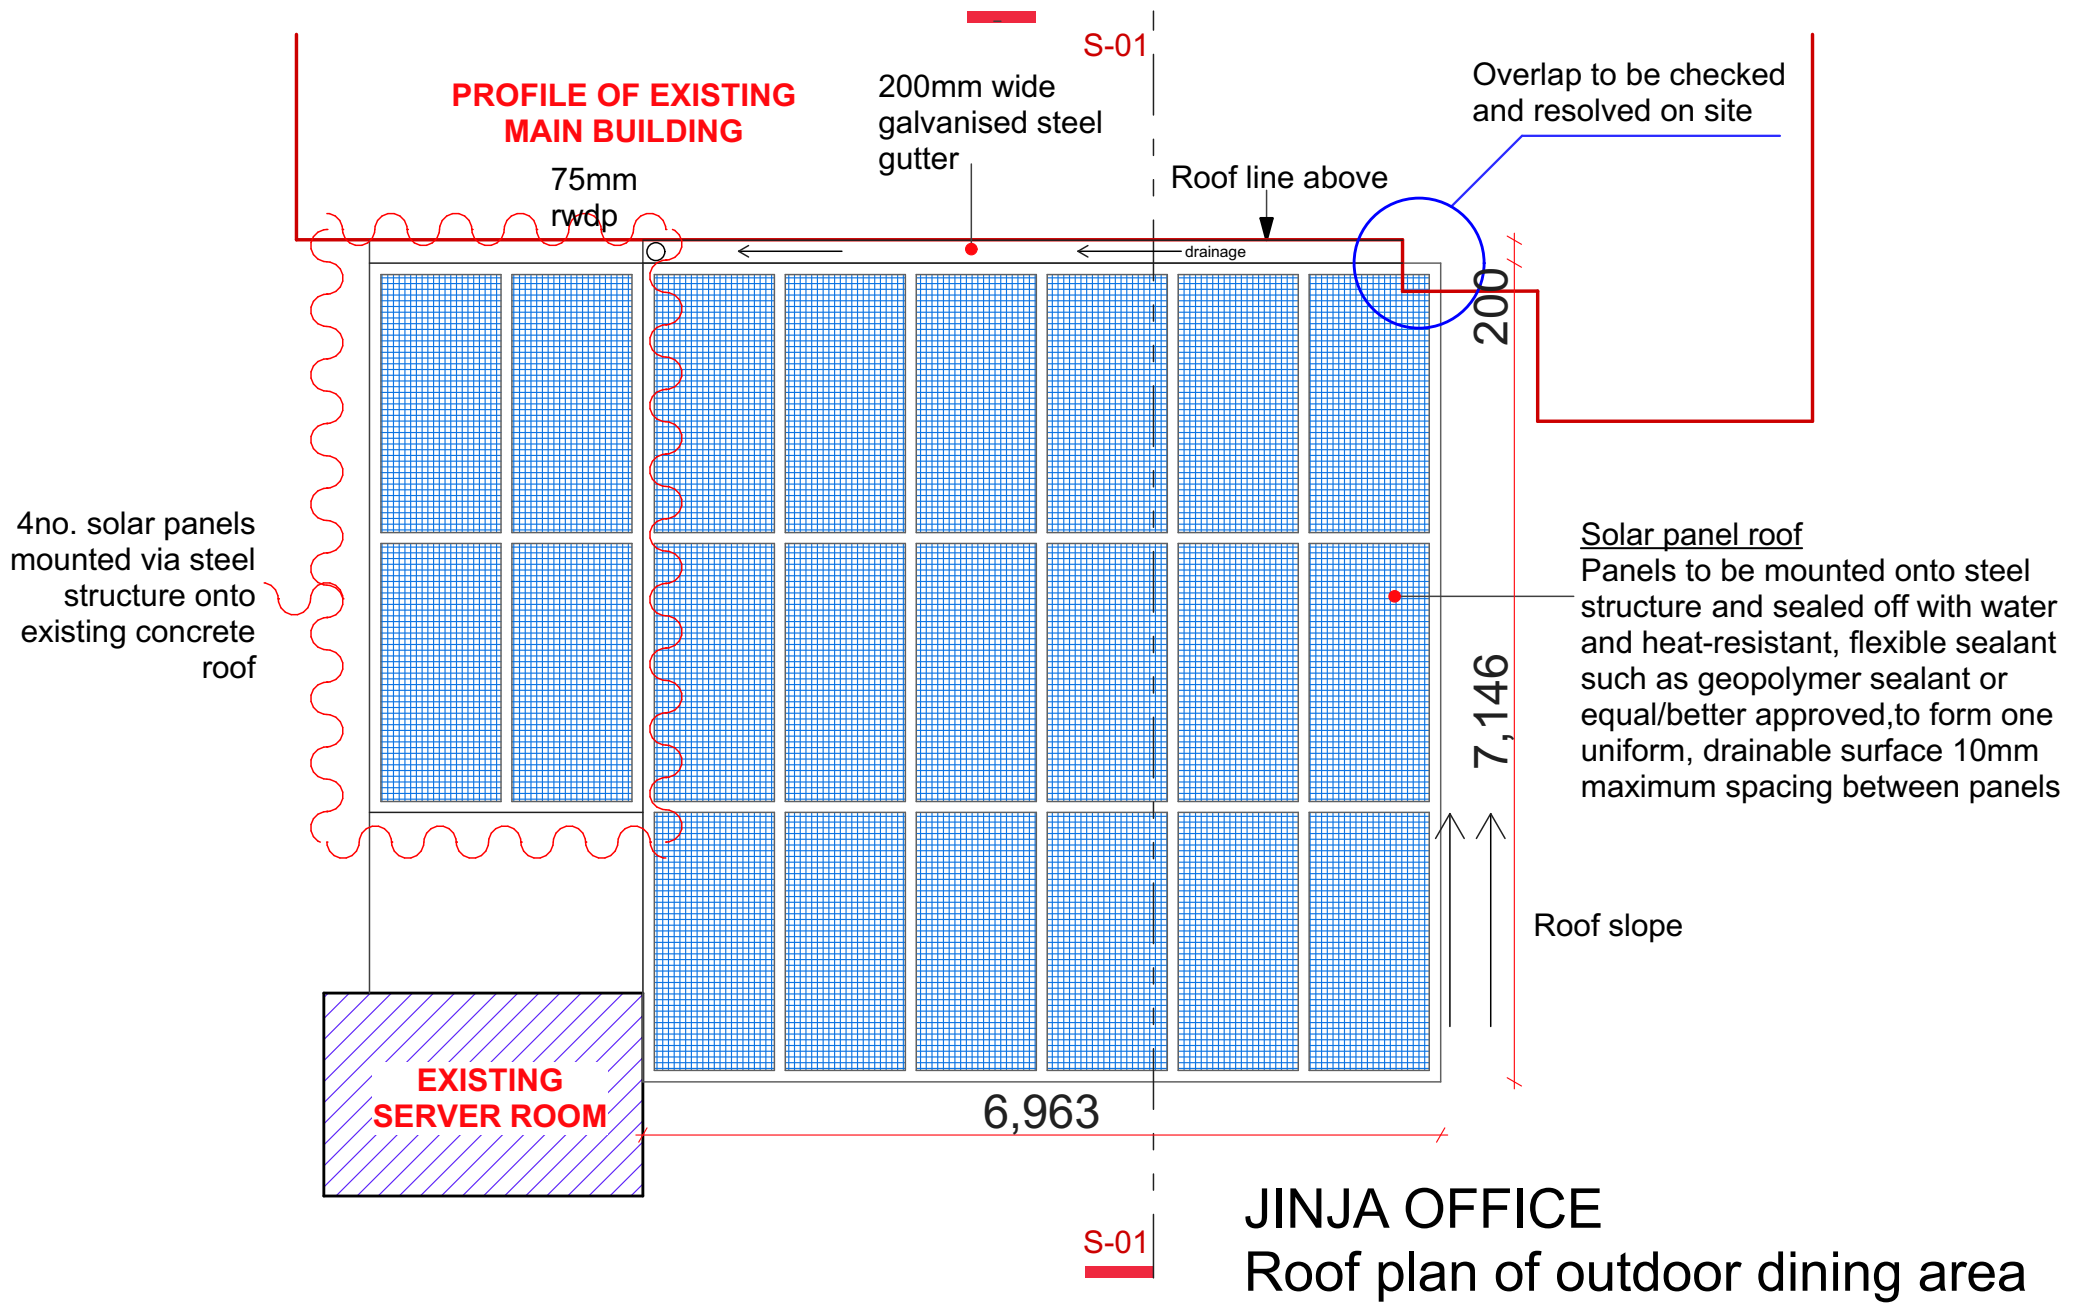 S-01
PROFILE OF EXISTING
MAIN BUILDING
75mm
rwdp
200mm wide
galvanised steel
gutter
Roof line above
Overlap to be checked
and resolved on site
drainage
200
4no. solar panels
mounted via steel
structure onto
existing concrete
roof
Solar panel roof
Panels to be mounted onto steel
structure and sealed off with water
and heat-resistant, flexible sealant
such as geopolymer sealant or
equal/better approved,to form one
uniform, drainable surface 10mm
maximum spacing between panels
7,146
Roof slope
EXISTING
SERVER ROOM
6,963
S-01
JINJA OFFICE
Roof plan of outdoor dining area